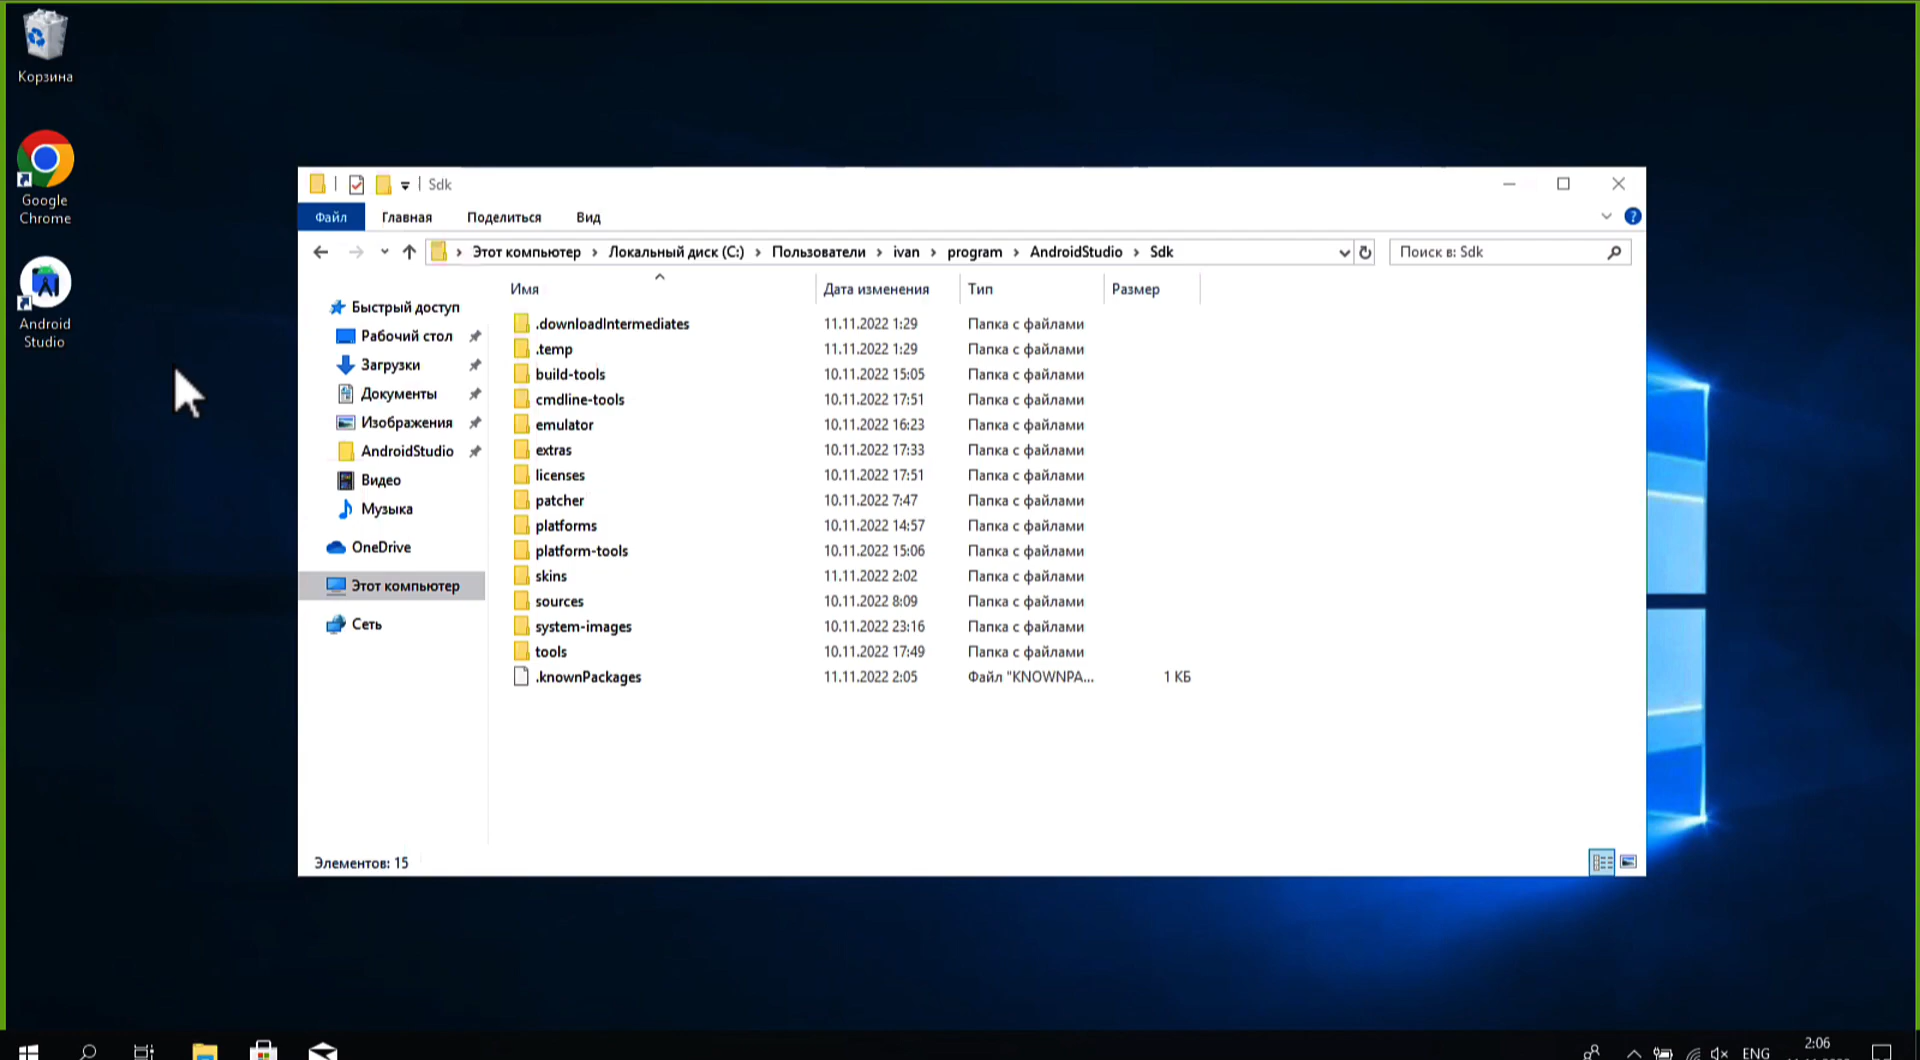 Корзина
Google
Chrome
Android
Studio
Sdk
Файл Главная Поделиться Вид
Этот компьютер Локальный диск (C:) Пользователи ivan program AndroidStudio Sdk
Поиск в: Sdk
Быстрый доступ
Рабочий стол
Загрузки
Документы
Изображения
AndroidStudio
Видео
Музыка
OneDrive
Этот компьютер
Сеть
Имя Дата изменения Тип Размер
.downloadIntermediates 11.11.2022 1:29 Папка с файлами
.temp 11.11.2022 1:29 Папка с файлами
build-tools 10.11.2022 15:05 Папка с файлами
cmdline-tools 10.11.2022 17:51 Папка с файлами
emulator 10.11.2022 16:23 Папка с файлами
extras 10.11.2022 17:33 Папка с файлами
licenses 10.11.2022 17:51 Папка с файлами
patcher 10.11.2022 7:47 Папка с файлами
platforms 10.11.2022 14:57 Папка с файлами
platform-tools 10.11.2022 15:06 Папка с файлами
skins 11.11.2022 2:02 Папка с файлами
sources 10.11.2022 8:09 Папка с файлами
system-images 10.11.2022 23:16 Папка с файлами
tools 10.11.2022 17:49 Папка с файлами
.knownPackages 11.11.2022 2:05 Файл "KNOWNPA... 1 КБ
Элементов: 15
ENG
2:06